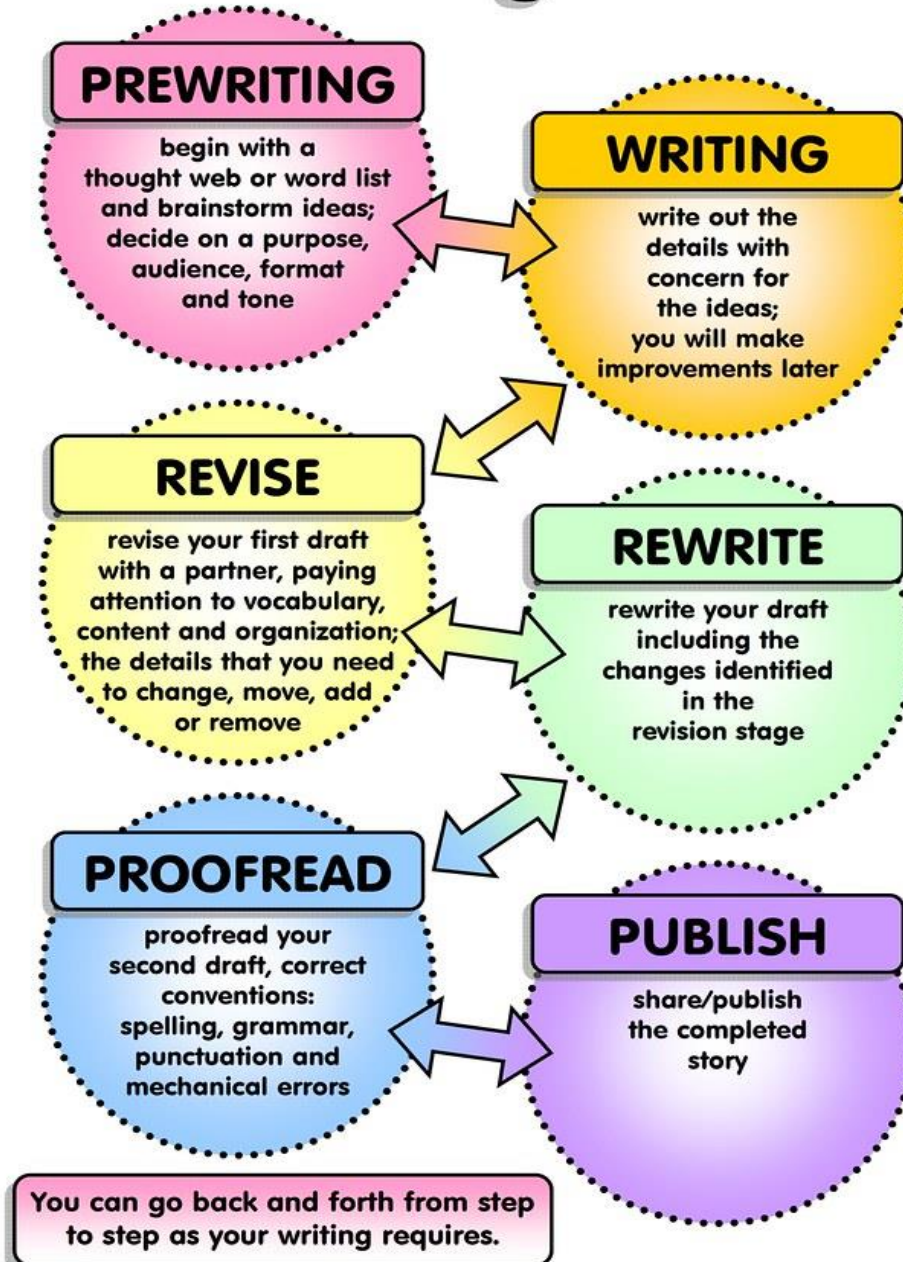 PREWRITING
begin with a
thought web or word list
and brainstorm ideas;
decide on a purpose,
audience, format
and tone
WRITING
write out the
details with
concern for
the ideas;
you will make
improvements later
REVISE
revise your first draft
with a partner, paying
attention to vocabulary,
content and organization;
the details that you need
to change, move, add
or remove
REWRITE
rewrite your draft
including the
changes identified
in the
revision stage
PROOFREAD
proofread your
second draft, correct
conventions:
spelling, grammar,
punctuation and
mechanical errors
PUBLISH
share/publish
the completed
story
You can go back and forth from step
to step as your writing requires.